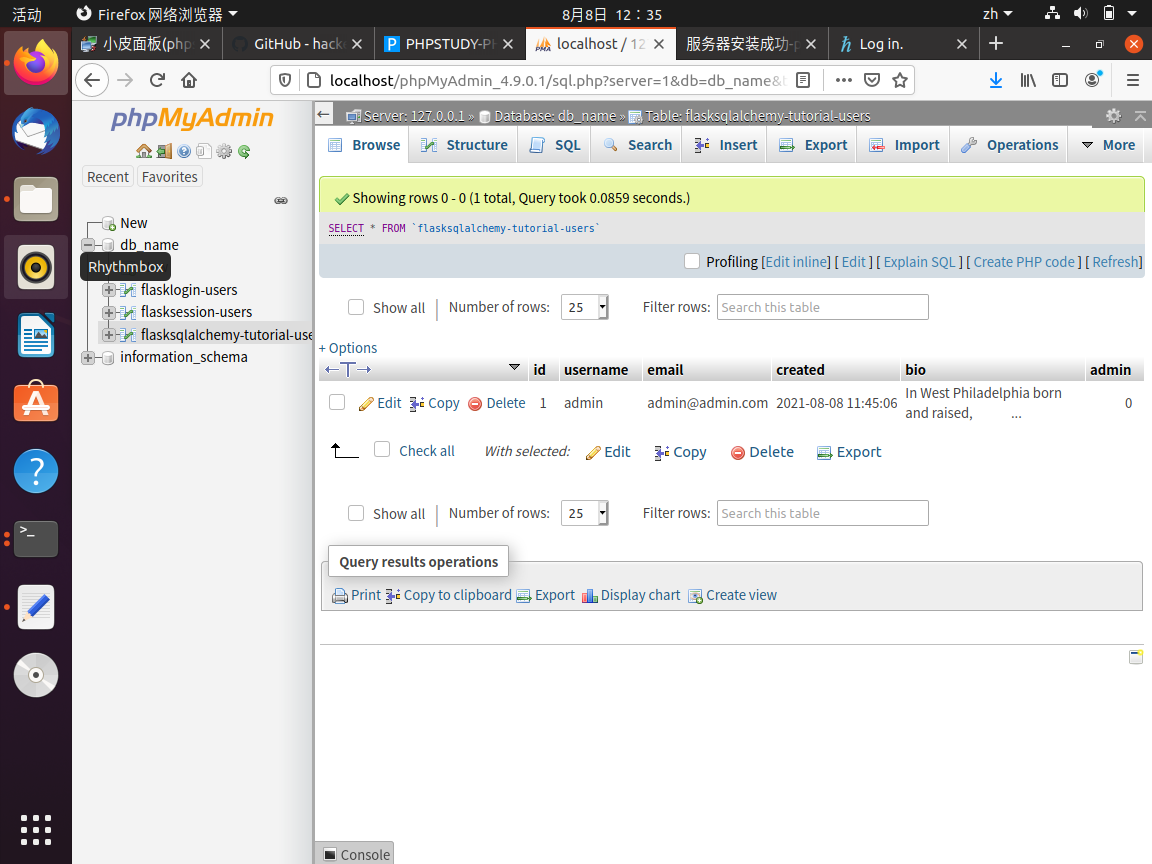 活动
Firefox 网络浏览器
8月8日 12：35
zh
小皮面板(php
GitHub - hack
PHPSTUDY-PH
localhost / 12
服务器安装成功-p
Log in.
localhost/phpMyAdmin_4.9.0.1/sql.php?server=1&db=db_name&
phpMyAdmin
Recent
Favorites
New
db_name
Rhythmbox
flasklogin-users
flasksession-users
flasksqlalchemy-tutorial-use
information_schema
Server: 127.0.0.1 » Database: db_name » Table: flasksqlalchemy-tutorial-users
Browse
Structure
SQL
Search
Insert
Export
Import
Operations
More
Showing rows 0 - 0 (1 total, Query took 0.0859 seconds.)
SELECT * FROM `flasksqlalchemy-tutorial-users`
Profiling [Edit inline] [ Edit ] [ Explain SQL ] [ Create PHP code ] [ Refresh]
Show all
Number of rows:
25
Filter rows:
Search this table
+ Options
←T→
id
username
email
created
bio
admin
Edit
Copy
Delete
1
admin
admin@admin.com
2021-08-08 11:45:06
In West Philadelphia born
and raised, ...
0
Check all
With selected:
Edit
Copy
Delete
Export
Show all
Number of rows:
25
Filter rows:
Search this table
Query results operations
Print
Copy to clipboard
Export
Display chart
Create view
Console